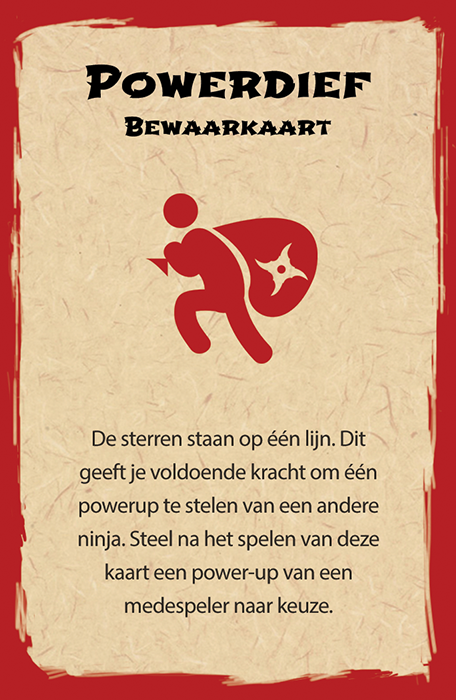 Powerdief
Bewaarkaart
De sterren staan op één lijn. Dit
geeft je voldoende kracht om één
powerup te stelen van een andere
ninja. Steel na het spelen van deze
kaart een power-up van een
medespeler naar keuze.